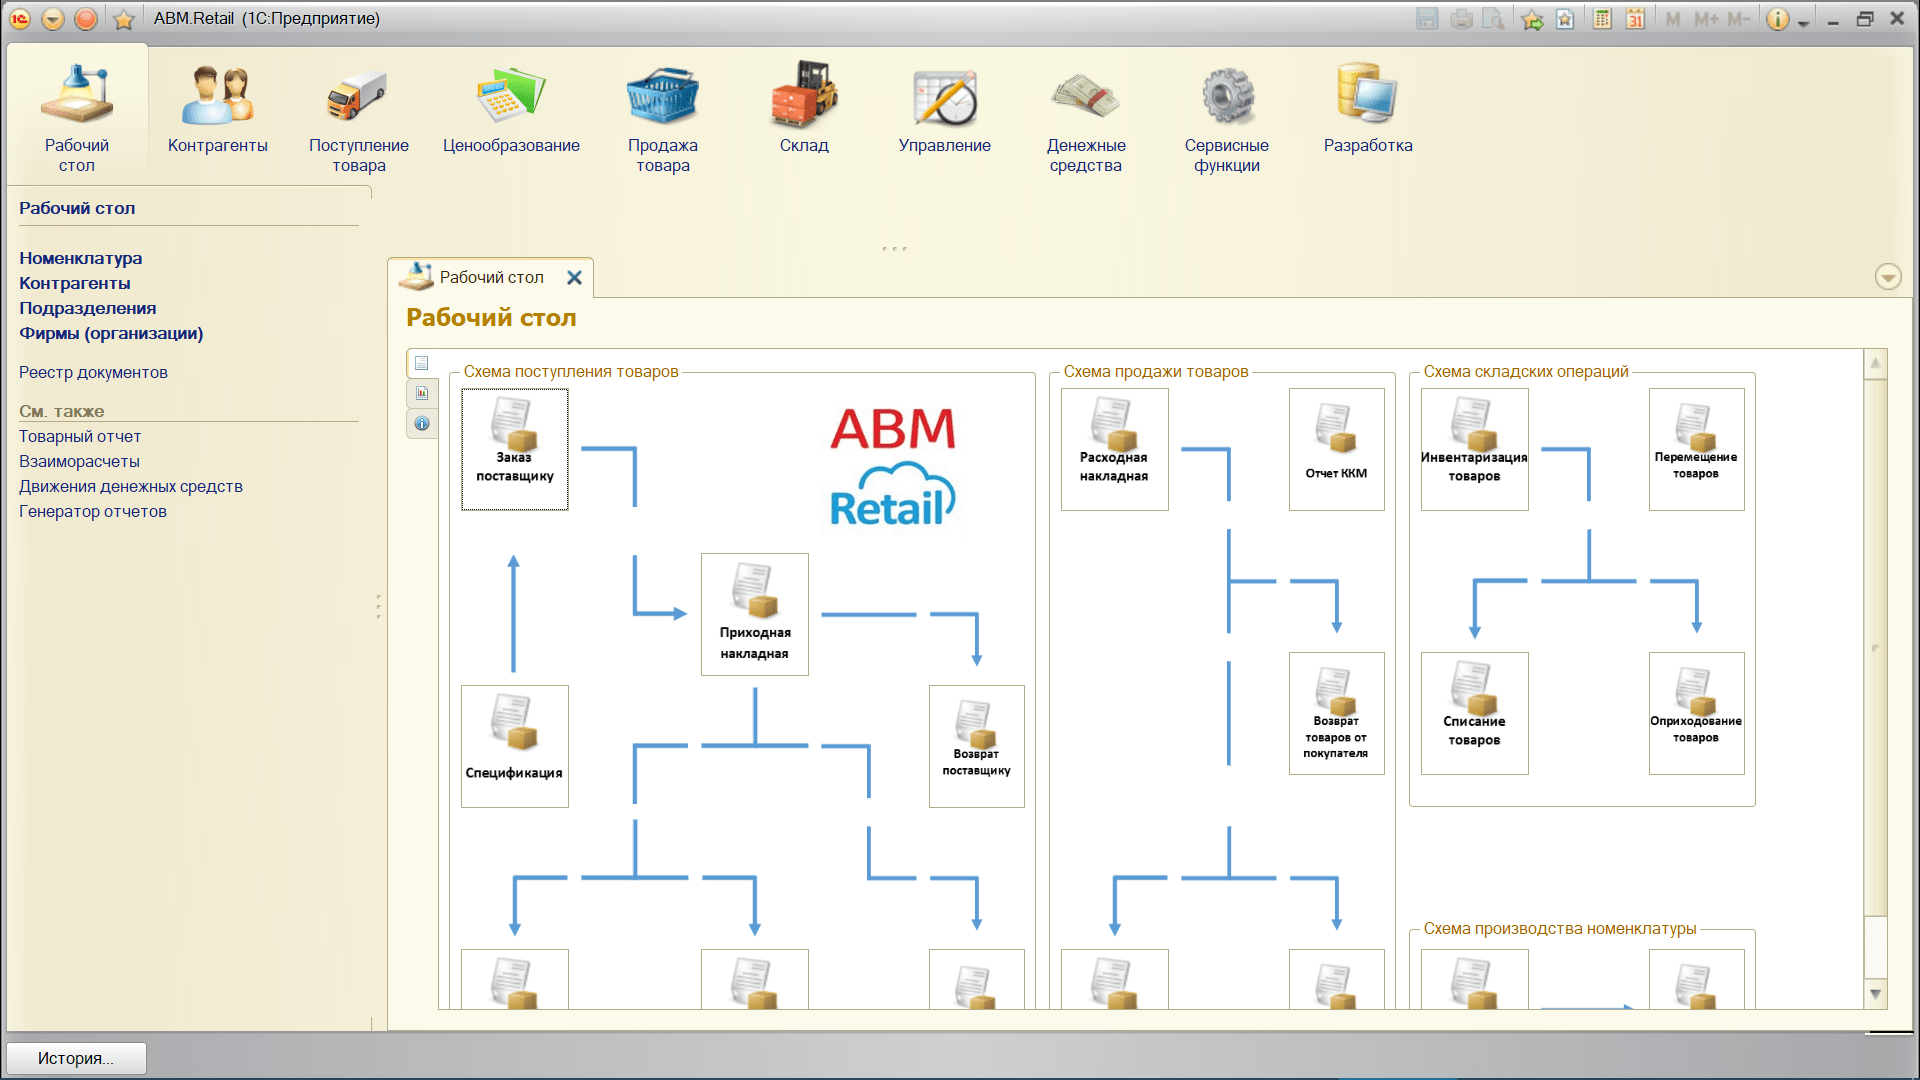 ABM.Retail (1С:Предприятие)
M M+ M-
31
Рабочий
стол
Контрагенты
Поступление
товара
Ценообразование
Продажа
товара
Склад
Управление
Денежные
средства
Сервисные
функции
Разработка
Рабочий стол
Номенклатура
Контрагенты
Подразделения
Фирмы (организации)
Реестр документов
См. также
Товарный отчет
Взаиморасчеты
Движения денежных средств
Генератор отчетов
Рабочий стол
Рабочий стол
Схема поступления товаров
Заказ
поставщику
ABM
Retail
Приходная
накладная
Спецификация
Возврат
поставщику
Схема продажи товаров
Расходная
накладная
Отчет ККМ
Возврат
товаров от
покупателя
Схема складских операций
Инвентаризация
товаров
Перемещение
товаров
Списание
товаров
Оприходование
товаров
Схема производства номенклатуры
История...